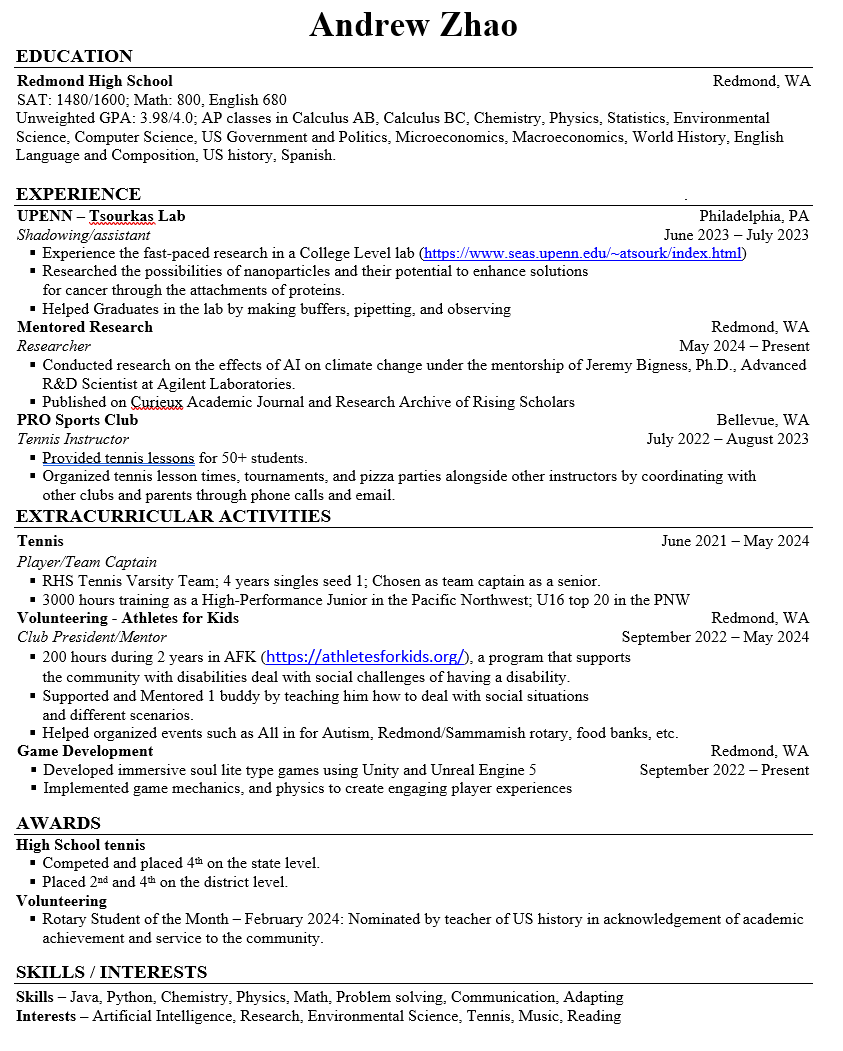 Andrew Zhao
EDUCATION
Redmond High School Redmond, WA
SAT: 1480/1600; Math: 800, English 680
Unweighted GPA: 3.98/4.0; AP classes in Calculus AB, Calculus BC, Chemistry, Physics, Statistics, Environmental
Science, Computer Science, US Government and Politics, Microeconomics, Macroeconomics, World History, English
Language and Composition, US history, Spanish.
EXPERIENCE .
UPENN – Tsourkas Lab Philadelphia, PA
Shadowing/assistant June 2023 – July 2023
▪ Experience the fast-paced research in a College Level lab (https://www.seas.upenn.edu/~atsourk/index.html)
▪ Researched the possibilities of nanoparticles and their potential to enhance solutions
for cancer through the attachments of proteins.
▪ Helped Graduates in the lab by making buffers, pipetting, and observing
Mentored Research Redmond, WA
Researcher May 2024 – Present
▪ Conducted research on the effects of AI on climate change under the mentorship of Jeremy Bigness, Ph.D., Advanced
R&D Scientist at Agilent Laboratories.
▪ Published on Curieux Academic Journal and Research Archive of Rising Scholars
PRO Sports Club Bellevue, WA
Tennis Instructor July 2022 – August 2023
▪ Provided tennis lessons for 50+ students.
▪ Organized tennis lesson times, tournaments, and pizza parties alongside other instructors by coordinating with
other clubs and parents through phone calls and email.
EXTRACURRICULAR ACTIVITIES
Tennis June 2021 – May 2024
Player/Team Captain
▪ RHS Tennis Varsity Team; 4 years singles seed 1; Chosen as team captain as a senior.
▪ 3000 hours training as a High-Performance Junior in the Pacific Northwest; U16 top 20 in the PNW
Volunteering - Athletes for Kids Redmond, WA
Club President/Mentor September 2022 – May 2024
▪ 200 hours during 2 years in AFK (https://athletesforkids.org/), a program that supports
the community with disabilities deal with social challenges of having a disability.
▪ Supported and Mentored 1 buddy by teaching him how to deal with social situations
and different scenarios.
▪ Helped organized events such as All in for Autism, Redmond/Sammamish rotary, food banks, etc.
Game Development Redmond, WA
▪ Developed immersive soul lite type games using Unity and Unreal Engine 5 September 2022 – Present
▪ Implemented game mechanics, and physics to create engaging player experiences
AWARDS
High School tennis
▪ Competed and placed 4th on the state level.
▪ Placed 2nd and 4th on the district level.
Volunteering
▪ Rotary Student of the Month – February 2024: Nominated by teacher of US history in acknowledgement of academic
achievement and service to the community.
SKILLS / INTERESTS
Skills – Java, Python, Chemistry, Physics, Math, Problem solving, Communication, Adapting
Interests – Artificial Intelligence, Research, Environmental Science, Tennis, Music, Reading